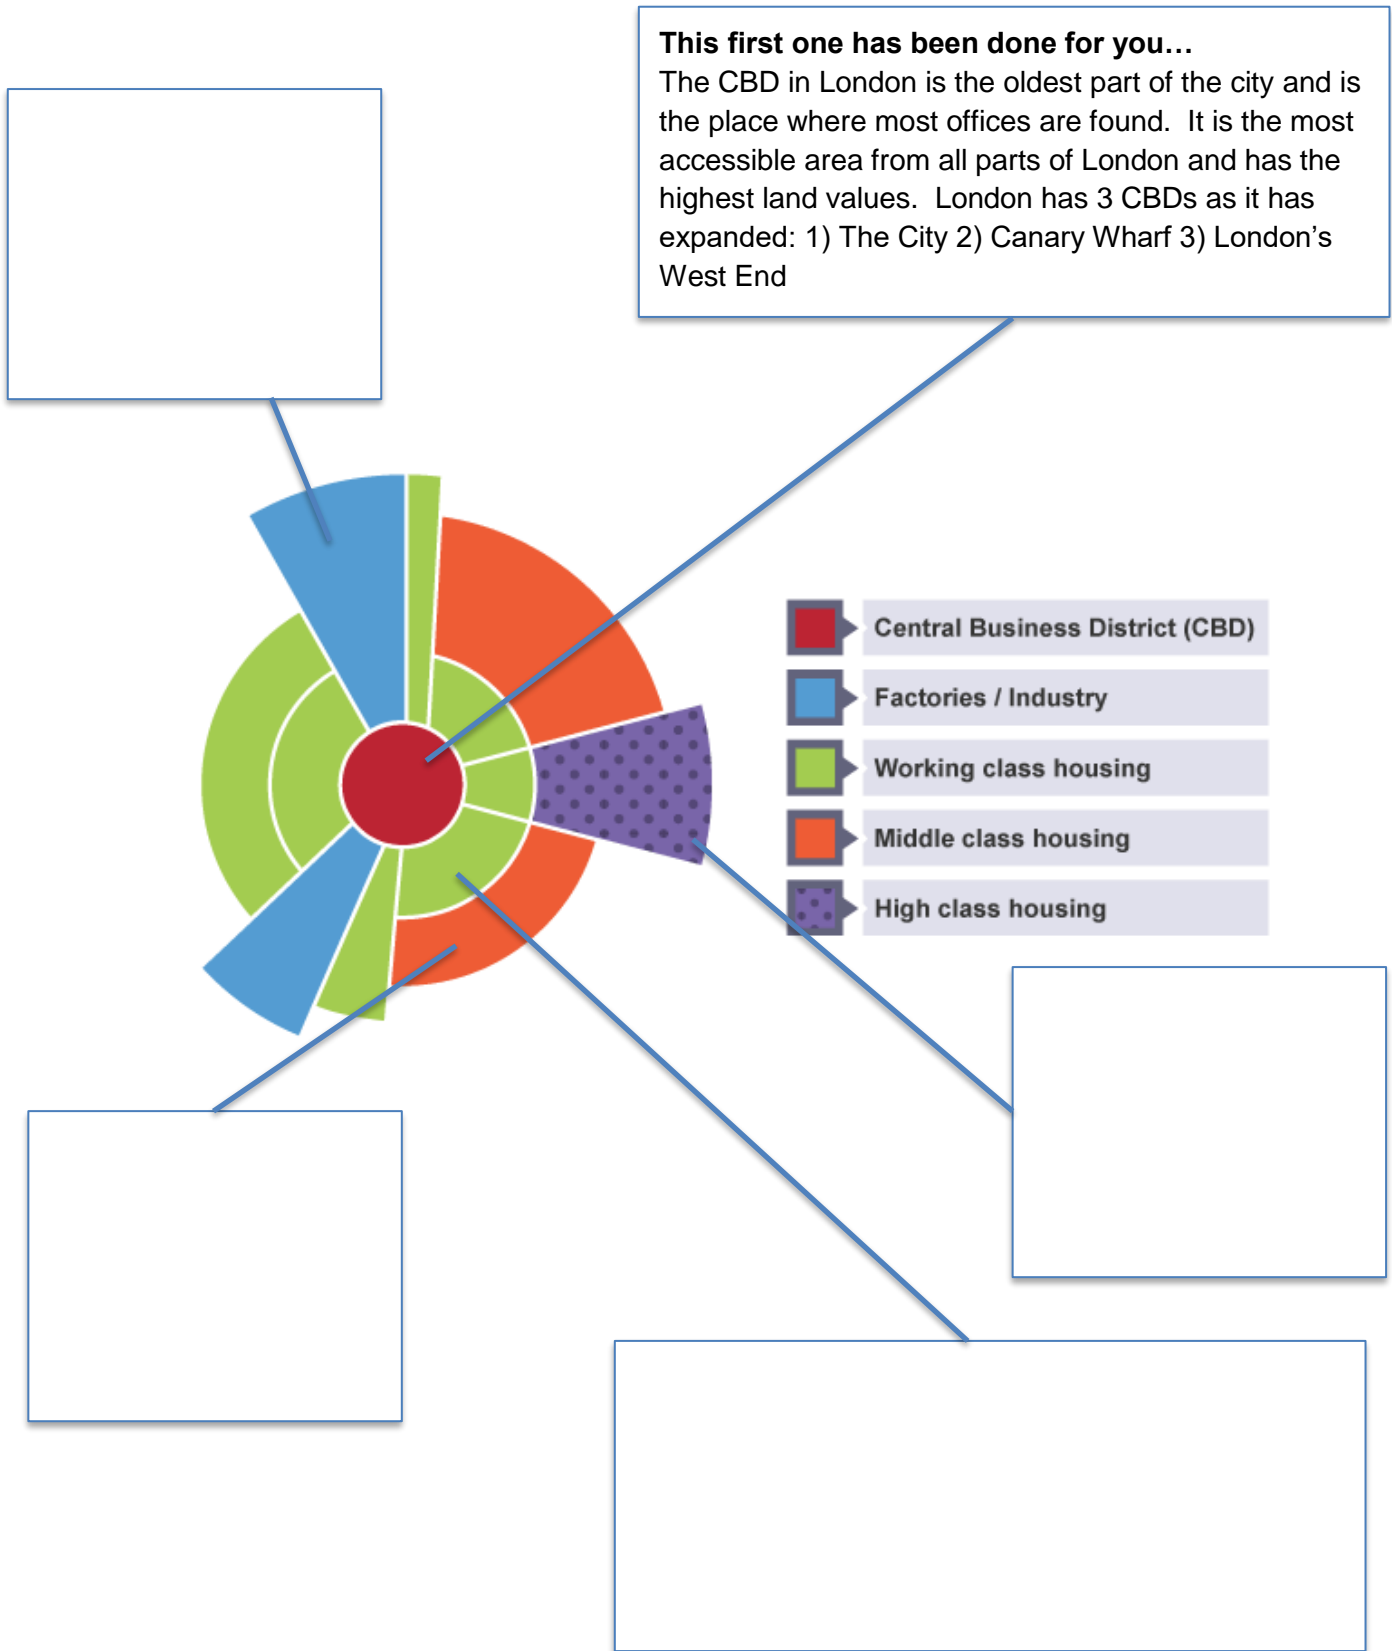 This first one has been done for you…
The CBD in London is the oldest part of the city and is
the place where most offices are found.  It is the most
accessible area from all parts of London and has the
highest land values.  London has 3 CBDs as it has
expanded: 1) The City 2) Canary Wharf 3) London’s
West End
Central Business District (CBD)
Factories / Industry
Working class housing
Middle class housing
High class housing